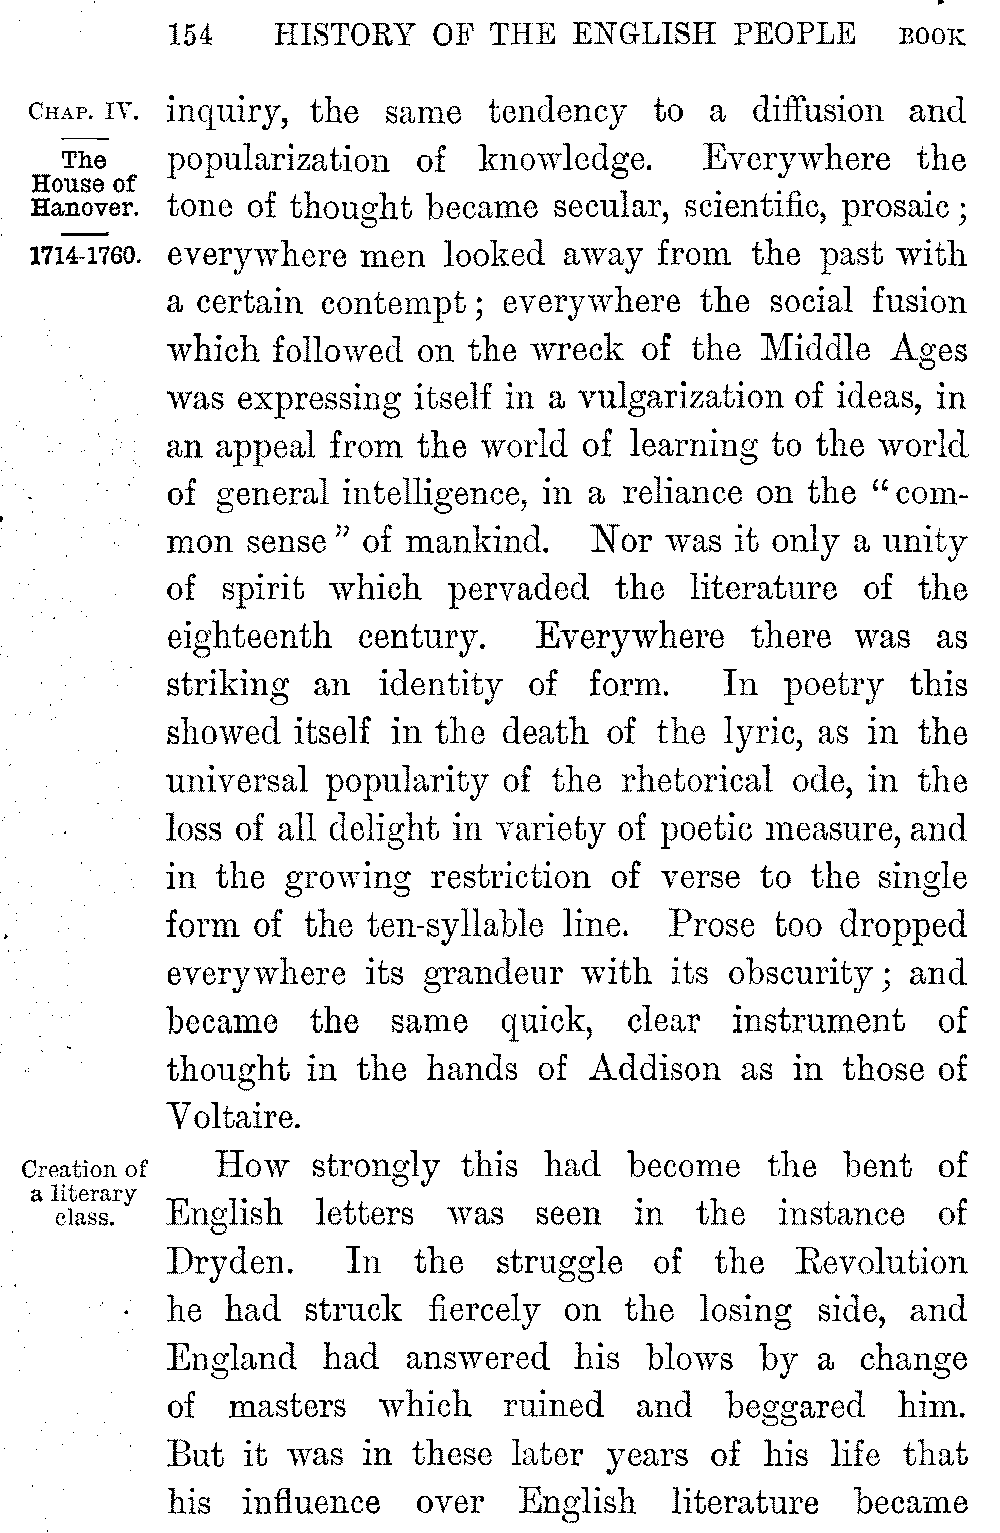 154 HISTORY OF THE ENGLISH PEOPLE BOOK
CHAP. IV.
The
House of
Hanover.
1714-1760.
inquiry, the same tendency to a diffusion and
popularization of knowledge. Everywhere the
tone of thought became secular, scientific, prosaic;
everywhere men looked away from the past with
a certain contempt; everywhere the social fusion
which followed on the wreck of the Middle Ages
was expressing itself in a vulgarization of ideas, in
an appeal from the world of learning to the world
of general intelligence, in a reliance on the “com-
mon sense” of mankind. Nor was it only a unity
of spirit which pervaded the literature of the
eighteenth century. Everywhere there was as
striking an identity of form. In poetry this
showed itself in the death of the lyric, as in the
universal popularity of the rhetorical ode, in the
loss of all delight in variety of poetic measure, and
in the growing restriction of verse to the single
form of the ten-syllable line. Prose too dropped
everywhere its grandeur with its obscurity; and
became the same quick, clear instrument of
thought in the hands of Addison as in those of
Voltaire.
Creation of
a literary
class.
How strongly this had become the bent of
English letters was seen in the instance of
Dryden. In the struggle of the Revolution
he had struck fiercely on the losing side, and
England had answered his blows by a change
of masters which ruined and beggared him.
But it was in these later years of his life that
his influence over English literature became